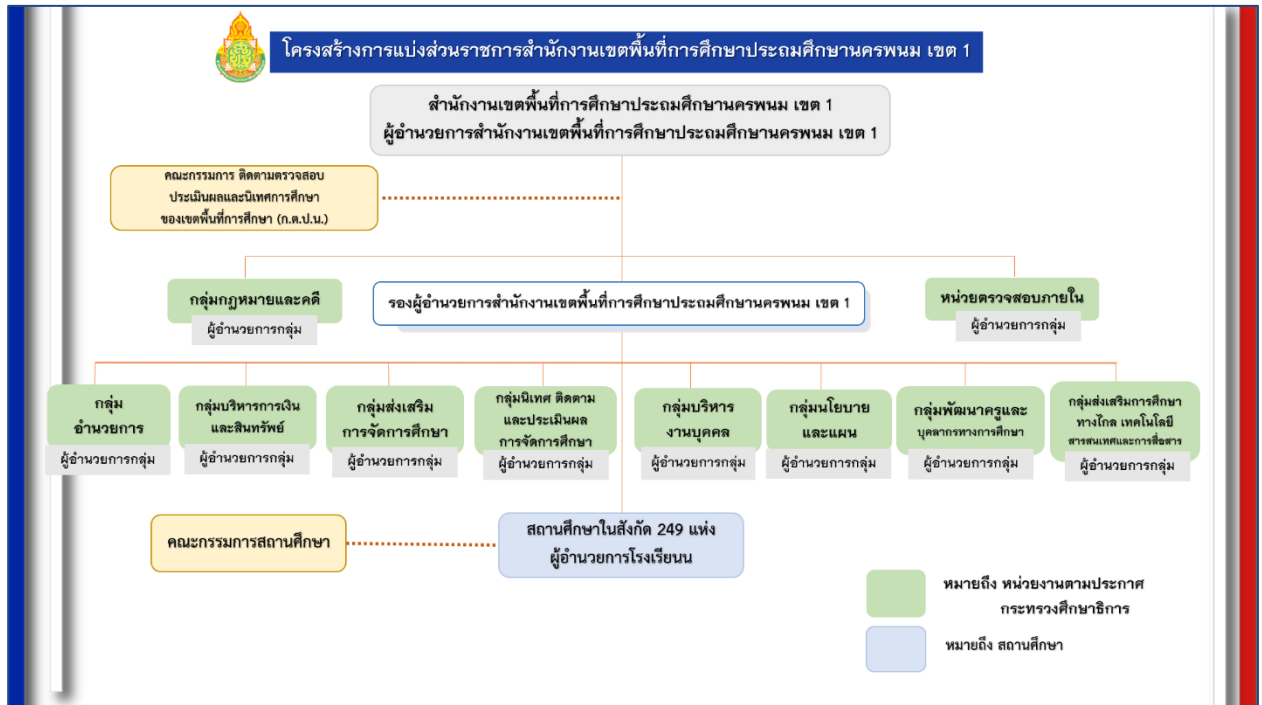 โครงสร้างการแบ่งส่วนราชการสำนักงานเขตพื้นที่การศึกษาประถมศึกษานครพนม เขต 1
สำนักงานเขตพื้นที่การศึกษาประถมศึกษานครพนม เขต 1
ผู้อำนวยการสำนักงานเขตพื้นที่การศึกษาประถมศึกษานครพนม เขต 1
คณะกรรมการ ติดตามตรวจสอบ
ประเมินผลและนิเทศการศึกษา
ของเขตพื้นที่การศึกษา (ก.ต.ป.น.)
กลุ่มกฎหมายและคดี
ผู้อำนวยการกลุ่ม
รองผู้อำนวยการสำนักงานเขตพื้นที่การศึกษาประถมศึกษานครพนม เขต 1
หน่วยตรวจสอบภายใน
ผู้อำนวยการกลุ่ม
กลุ่ม
อำนวยการ
ผู้อำนวยการกลุ่ม
กลุ่มบริหารการเงิน
และสินทรัพย์
ผู้อำนวยการกลุ่ม
กลุ่มส่งเสริม
การจัดการศึกษา
ผู้อำนวยการกลุ่ม
กลุ่มนิเทศ ติดตาม
และประเมินผล
การจัดการศึกษา
ผู้อำนวยการกลุ่ม
กลุ่มบริหาร
งานบุคคล
ผู้อำนวยการกลุ่ม
กลุ่มนโยบาย
และแผน
ผู้อำนวยการกลุ่ม
กลุ่มพัฒนาครูและ
บุคลากรทางการศึกษา
ผู้อำนวยการกลุ่ม
กลุ่มส่งเสริมการศึกษา
ทางไกล เทคโนโลยี
สารสนเทศและการสื่อสาร
ผู้อำนวยการกลุ่ม
คณะกรรมการสถานศึกษา
สถานศึกษาในสังกัด 249 แห่ง
ผู้อำนวยการโรงเรียนน
หมายถึง หน่วยงานตามประกาศ
กระทรวงศึกษาธิการ
หมายถึง สถานศึกษา